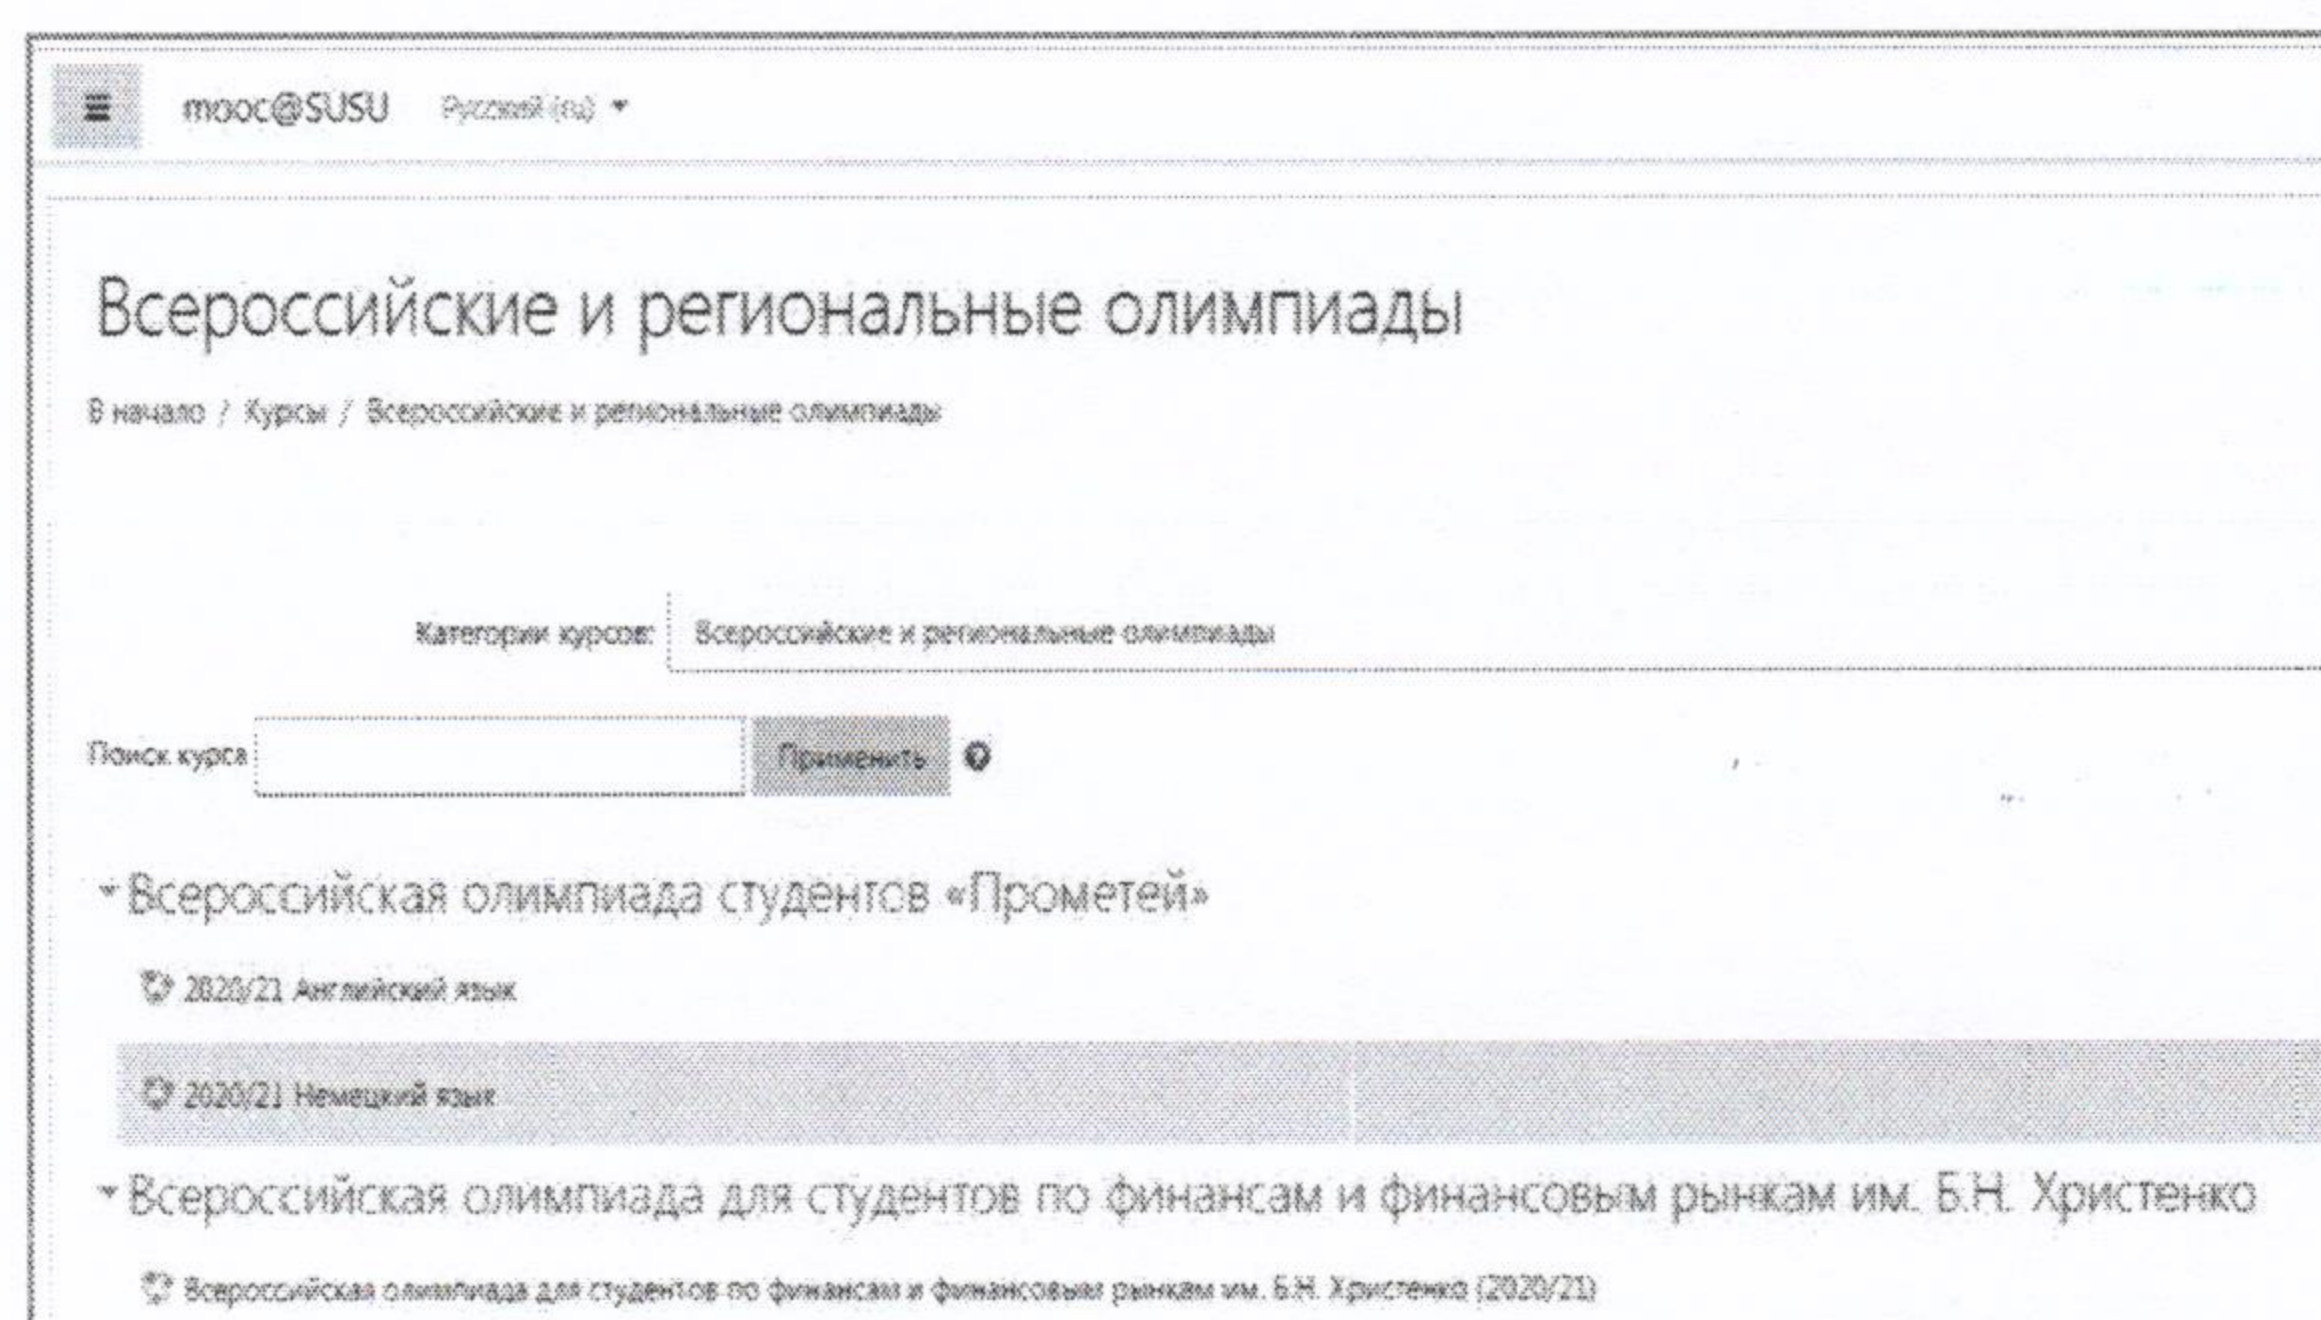 mooc@SUSU Русский (ru)
Всероссийские и региональные олимпиады
В начало / Курсы / Всероссийские и региональные олимпиады
Категории курсов: Всероссийские и региональные олимпиады
Поиск курса Применить
Всероссийская олимпиада студентов «Прометей»
2020/21 Английский язык
2020/21 Немецкий язык
Всероссийская олимпиада для студентов по финансам и финансовым рынкам им. Б.Н. Христенко
Всероссийская олимпиада для студентов по финансам и финансовым рынкам им. Б.Н. Христенко (2020/21)